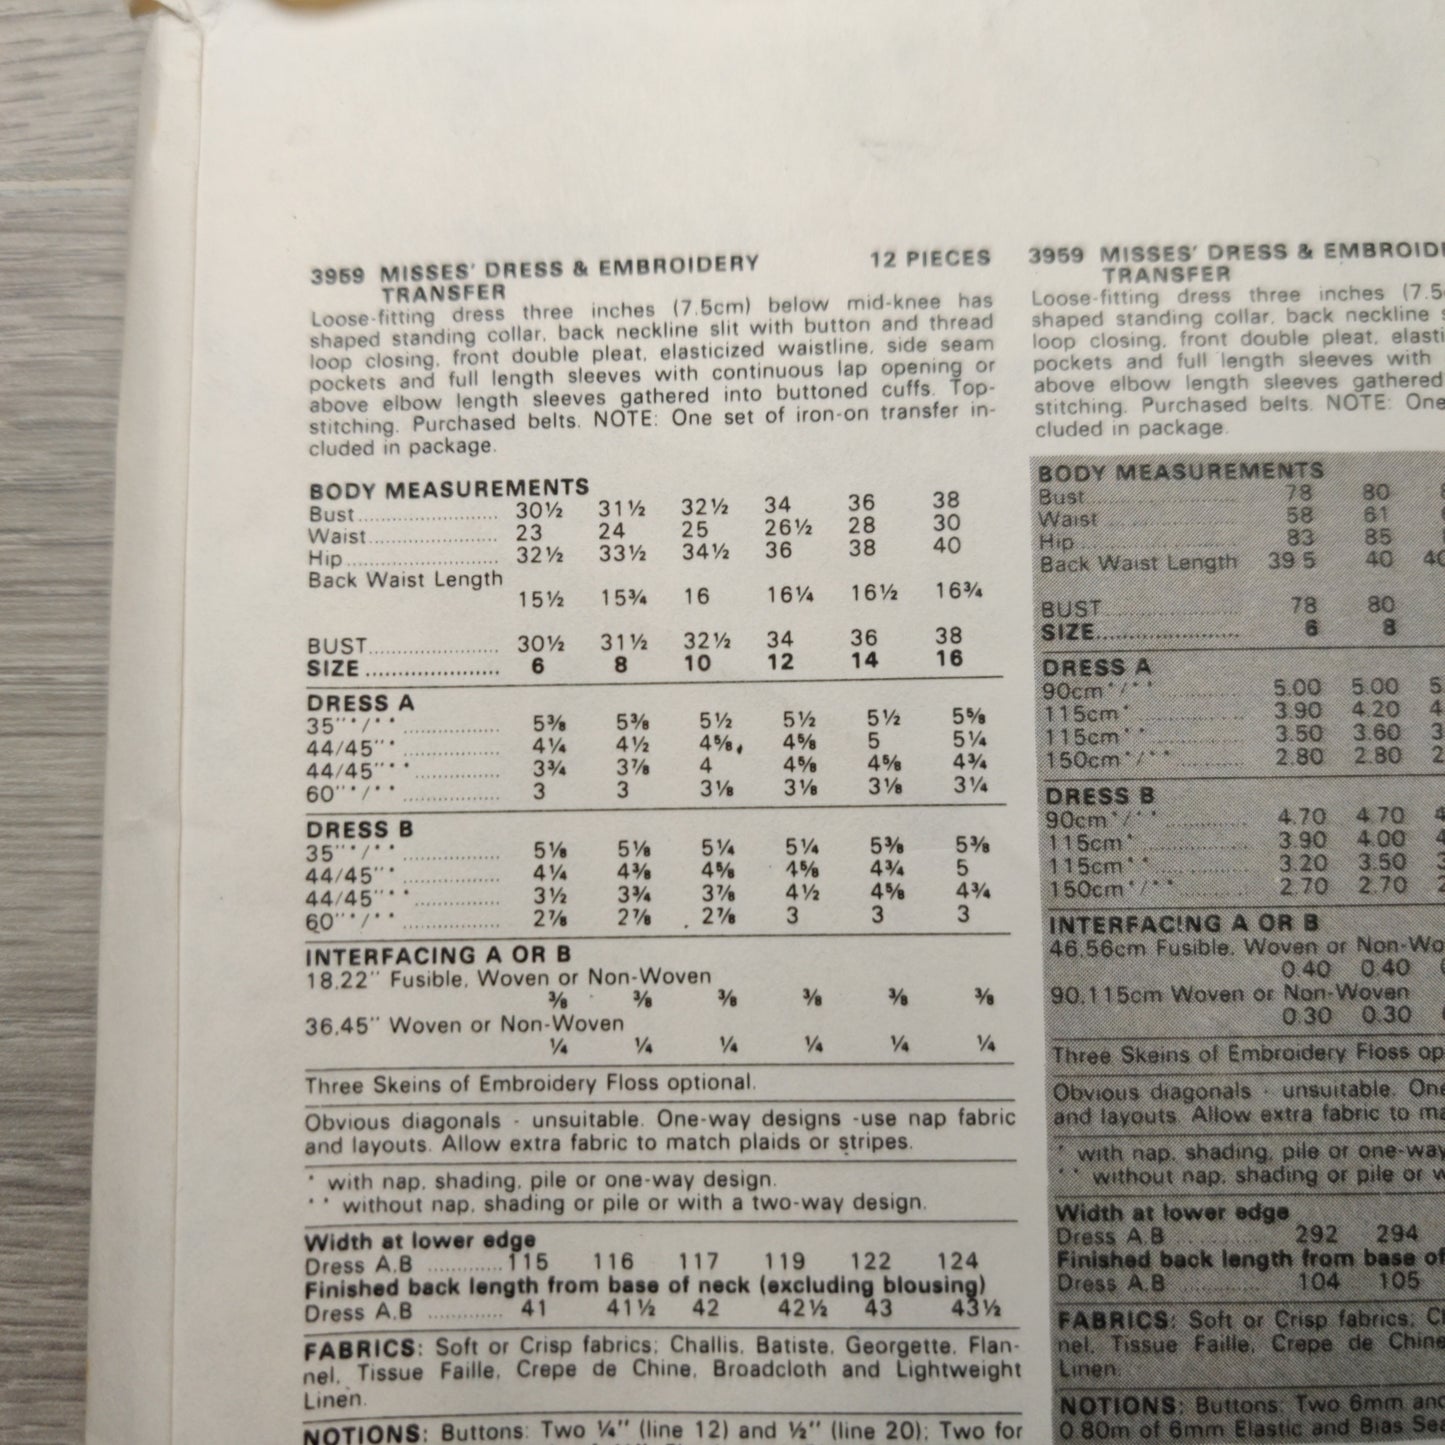 3959 MISSES' DRESS & EMBROIDERY 12 PIECES
TRANSFER
Loose-fitting dress three inches (7.5cm) below mid-knee has
shaped standing collar, back neckline slit with button and thread
loop closing, front double pleat, elasticized waistline, side seam
pockets and full length sleeves with continuous lap opening or
above elbow length sleeves gathered into buttoned cuffs. Top-
stitching. Purchased belts. NOTE: One set of iron-on transfer in-
cluded in package.
BODY MEASUREMENTS
Bust 30½ 31½ 32½ 34 36 38
Waist 23 24 25 26½ 28 30
Hip 32½ 33½ 34½ 36 38 40
Back Waist Length
15½ 15¾ 16 16¼ 16½ 16¾
BUST 30½ 31½ 32½ 34 36 38
SIZE 6 8 10 12 14 16
DRESS A
35"*/** 5⅜ 5⅜ 5½ 5½ 5½ 5⅝
44/45"* 4¼ 4½ 4⅝ 4⅝ 5 5¼
44/45"** 3¾ 3⅞ 4 4⅝ 4⅝ 4¾
60"*/** 3 3 3⅛ 3⅛ 3⅛ 3¼
DRESS B
35"*/** 5⅛ 5⅛ 5¼ 5¼ 5⅜ 5⅜
44/45"* 4¼ 4⅜ 4⅝ 4⅝ 4¾ 5
44/45"** 3½ 3¾ 3⅞ 4½ 4⅝ 4¾
60"*/** 2⅞ 2⅞ 2⅞ 3 3 3
INTERFACING A OR B
18,22" Fusible, Woven or Non-Woven
⅜ ⅜ ⅜ ⅜ ⅜ ⅜
36,45" Woven or Non-Woven
¼ ¼ ¼ ¼ ¼ ¼
Three Skeins of Embroidery Floss optional.
Obvious diagonals - unsuitable. One-way designs -use nap fabric
and layouts. Allow extra fabric to match plaids or stripes.
* with nap, shading, pile or one-way design.
** without nap, shading or pile or with a two-way design.
Width at lower edge
Dress A,B 115 116 117 119 122 124
Finished back length from base of neck (excluding blousing)
Dress A,B 41 41½ 42 42½ 43 43½
FABRICS: Soft or Crisp fabrics; Challis, Batiste, Georgette, Flan-
nel, Tissue Faille, Crepe de Chine, Broadcloth and Lightweight
Linen.
NOTIONS: Buttons: Two ¼" (line 12) and ½" (line 20); Two for
3959 MISSES' DRESS & EMBROIDE
TRANSFER
Loose-fitting dress three inches (7.5
shaped standing collar, back neckline
loop closing, front double pleat, elasti
pockets and full length sleeves with
above elbow length sleeves gathered
stitching. Purchased belts. NOTE: One
cluded in package.
BODY MEASUREMENTS
Bust 78 80
Waist 58 61
Hip 83 85
Back Waist Length 39.5 40
BUST 78 80
SIZE 6 8
DRESS A
90cm*/** 5.00 5.00
115cm* 3.90 4.20
115cm** 3.50 3.60
150cm*/** 2.80 2.80
DRESS B
90cm*/** 4.70 4.70
115cm* 3.90 4.00
115cm** 3.20 3.50
150cm*/** 2.70 2.70
INTERFACING A OR B
46,56cm Fusible, Woven or Non-Wo
0.40 0.40
90,115cm Woven or Non-Woven
0.30 0.30
Three Skeins of Embroidery Floss op
Obvious diagonals - unsuitable. One
and layouts. Allow extra fabric to ma
* with nap, shading, pile or one-way
** without nap, shading or pile or w
Width at lower edge
Dress A,B 292 294
Finished back length from base of
Dress A,B 104 105
FABRICS: Soft or Crisp fabrics; C
nel, Tissue Faille, Crepe de Chine
Linen.
NOTIONS: Buttons: Two 6mm and
0.80m of 6mm Elastic and Bias Sea